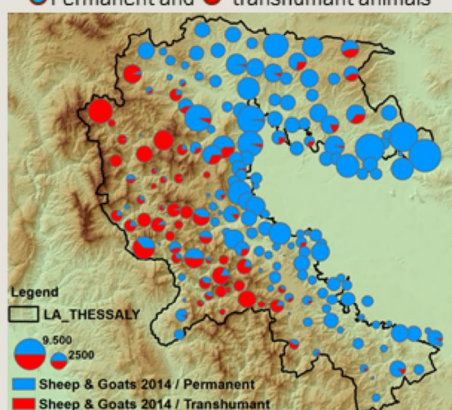 Permanent and transhumant animals
Legend
LA_THESSALY
9.500
2500
Sheep & Goats 2014 / Permanent
Sheep & Goats 2014 / Transhumant